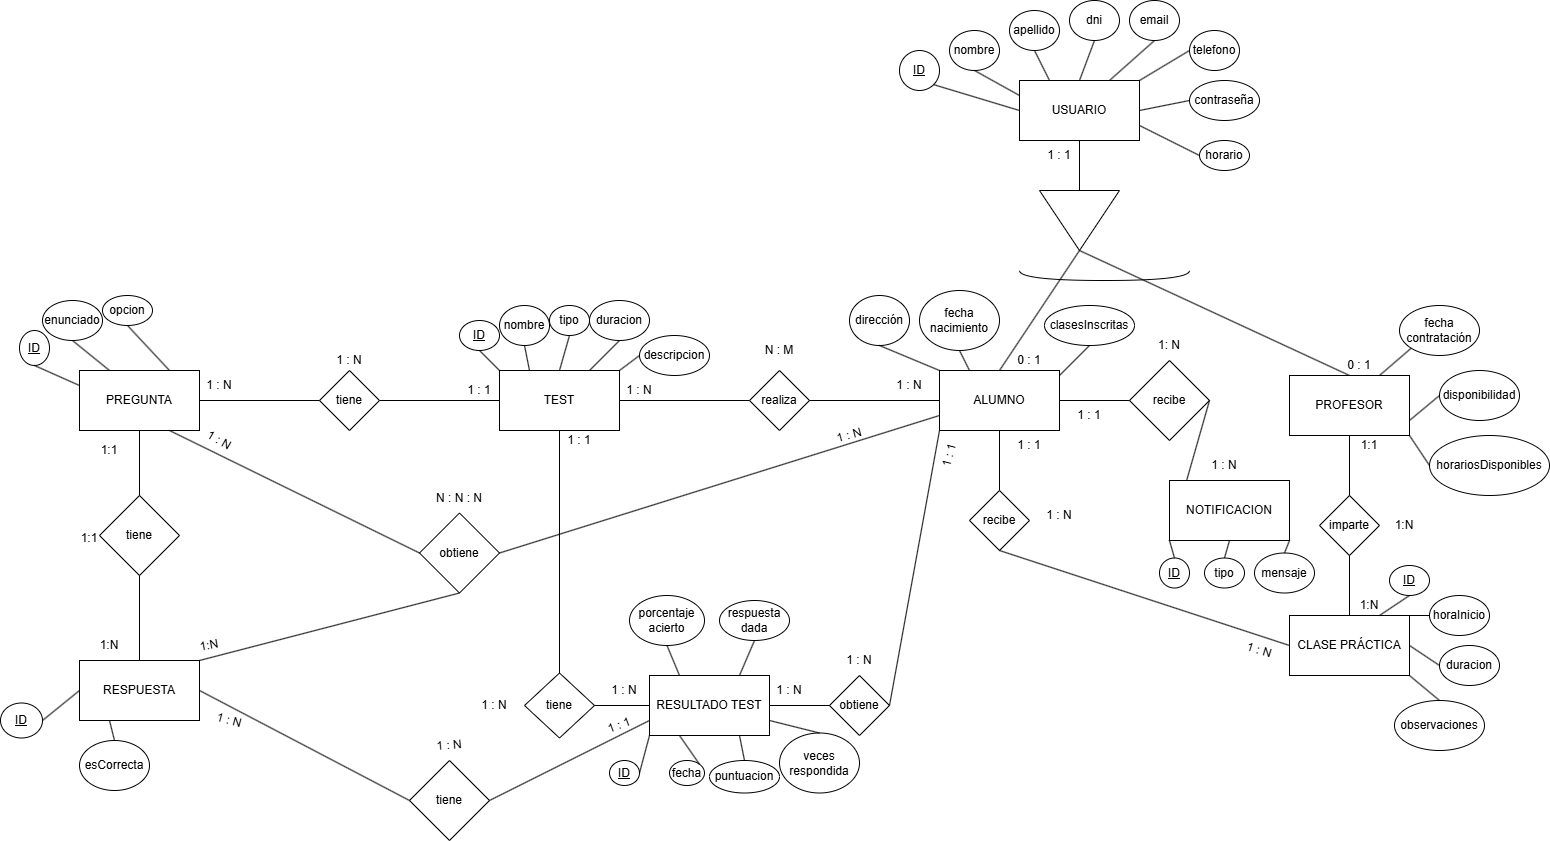 dni
email
apellido
telefono
nombre
ID
contraseña
USUARIO
horario
1 : 1
fecha
nacimiento
dirección
clasesInscritas
fecha
contratación
opcion
enunciado
ID
ID
nombre
tipo
duracion
descripcion
1 : N
N : M
0 : 1
0 : 1
1: N
PREGUNTA
1 : N
tiene
1 : 1
TEST
1 : N
realiza
1 : N
ALUMNO
1 : 1
recibe
PROFESOR
disponibilidad
1:1
1 : N
1 : 1
1 : N
1 : 1
1 : 1
1:1
horariosDisponibles
1 : N
N : N : N
NOTIFICACION
recibe
1 : N
imparte
1:N
tiene
1:1
obtiene
ID
tipo
mensaje
ID
1:N
horaInicio
porcentaje
acierto
respuesta
dada
1:N
1:N
CLASE PRÁCTICA
1 : N
duracion
1 : N
RESPUESTA
1 : N
1 : N
ID
1 : N
1 : N
tiene
RESULTADO TEST
obtiene
1 : 1
observaciones
1 : N
esCorrecta
ID
fecha
puntuacion
veces
respondida
tiene